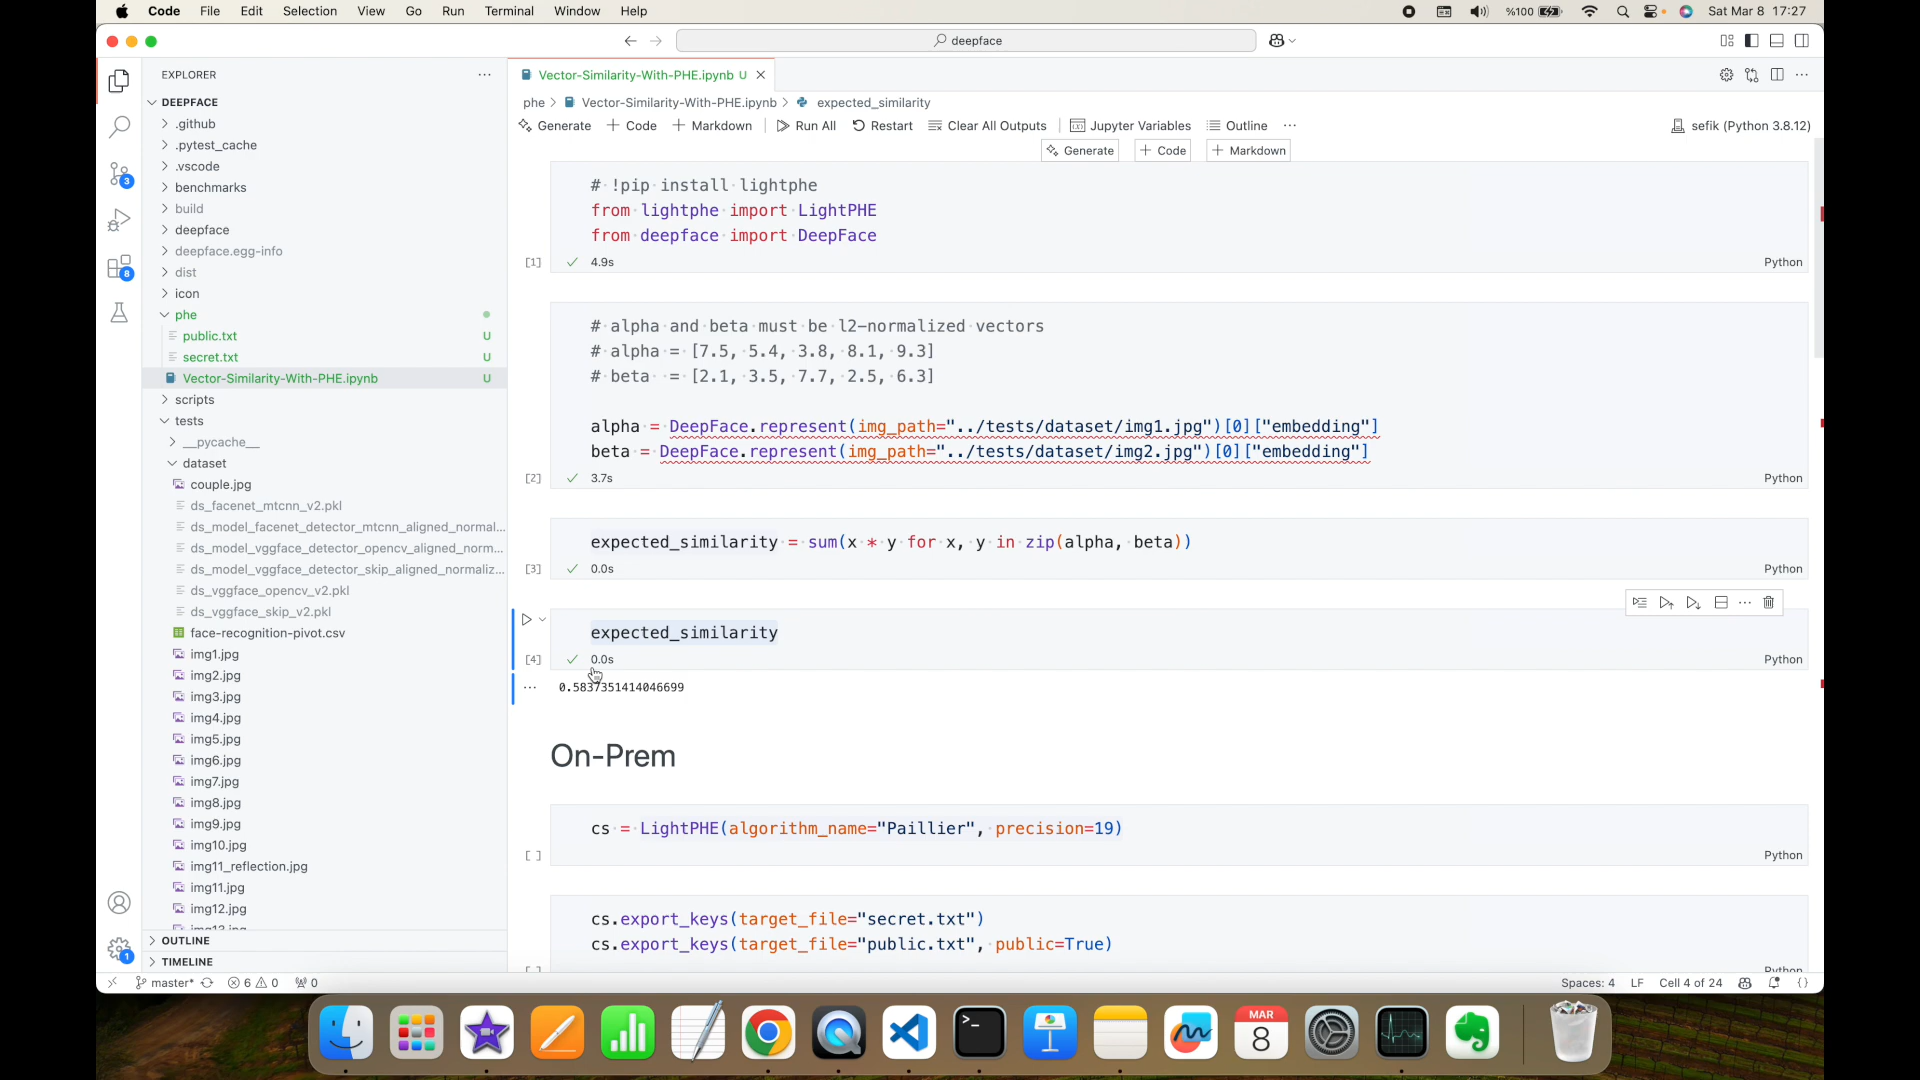 Code File Edit Selection View Go Run Terminal Window Help %100 Sat Mar 8 17:27
deepface
EXPLORER
DEEPFACE
.github
.pytest_cache
.vscode
benchmarks
build
deepface
deepface.egg-info
dist
icon
phe
public.txt U
secret.txt U
Vector-Similarity-With-PHE.ipynb U
scripts
tests
__pycache__
dataset
couple.jpg
ds_facenet_mtcnn_v2.pkl
ds_model_facenet_detector_mtcnn_aligned_normal...
ds_model_vggface_detector_opencv_aligned_norm...
ds_model_vggface_detector_skip_aligned_normaliz...
ds_vggface_opencv_v2.pkl
ds_vggface_skip_v2.pkl
face-recognition-pivot.csv
img1.jpg
img2.jpg
img3.jpg
img4.jpg
img5.jpg
img6.jpg
img7.jpg
img8.jpg
img9.jpg
img10.jpg
img11_reflection.jpg
img11.jpg
img12.jpg
OUTLINE
TIMELINE
3
8
1
Vector-Similarity-With-PHE.ipynb U
phe > Vector-Similarity-With-PHE.ipynb > expected_similarity
Generate + Code + Markdown Run All Restart Clear All Outputs Jupyter Variables Outline ... sefik (Python 3.8.12)
Generate + Code + Markdown
# !pip install lightphe
from lightphe import LightPHE
from deepface import DeepFace
[1] 4.9s Python
# alpha and beta must be l2-normalized vectors
# alpha = [7.5, 5.4, 3.8, 8.1, 9.3]
# beta  = [2.1, 3.5, 7.7, 2.5, 6.3]
alpha = DeepFace.represent(img_path="../tests/dataset/img1.jpg")[0]["embedding"]
beta = DeepFace.represent(img_path="../tests/dataset/img2.jpg")[0]["embedding"]
[2] 3.7s Python
expected_similarity = sum(x * y for x, y in zip(alpha, beta))
[3] 0.0s Python
expected_similarity
[4] 0.0s Python
0.5837351414046699
On-Prem
cs = LightPHE(algorithm_name="Paillier", precision=19)
[ ] Python
cs.export_keys(target_file="secret.txt")
cs.export_keys(target_file="public.txt", public=True)
[ ] Python
master* 6 0 0 Spaces: 4 LF Cell 4 of 24
MAR
8